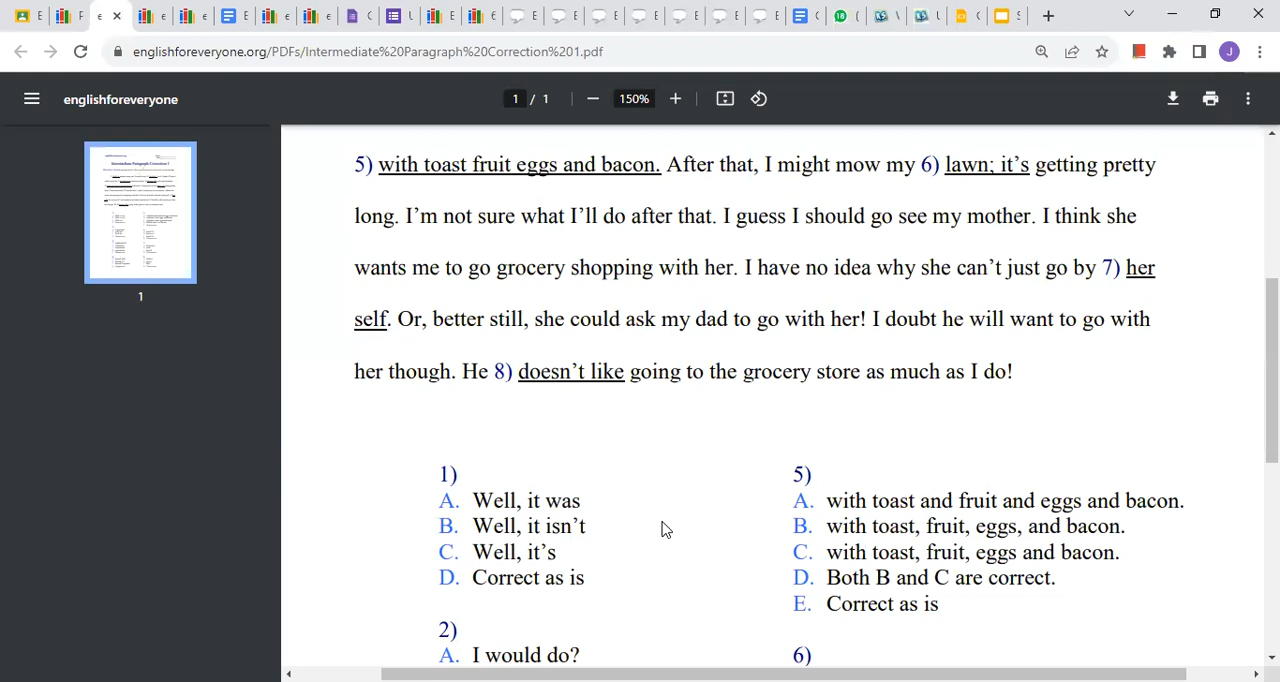 englishforeveryone.org/PDFs/Intermediate%20Paragraph%20Correction%201.pdf
J
englishforeveryone
1 / 1
150%
5) with toast fruit eggs and bacon. After that, I might mow my 6) lawn; it's getting pretty
long. I'm not sure what I'll do after that. I guess I should go see my mother. I think she
wants me to go grocery shopping with her. I have no idea why she can't just go by 7) her
self. Or, better still, she could ask my dad to go with her! I doubt he will want to go with
her though. He 8) doesn't like going to the grocery store as much as I do!
1
1)
A. Well, it was
B. Well, it isn't
C. Well, it's
D. Correct as is
2)
A. I would do?
5)
A. with toast and fruit and eggs and bacon.
B. with toast, fruit, eggs, and bacon.
C. with toast, fruit, eggs and bacon.
D. Both B and C are correct.
E. Correct as is
6)